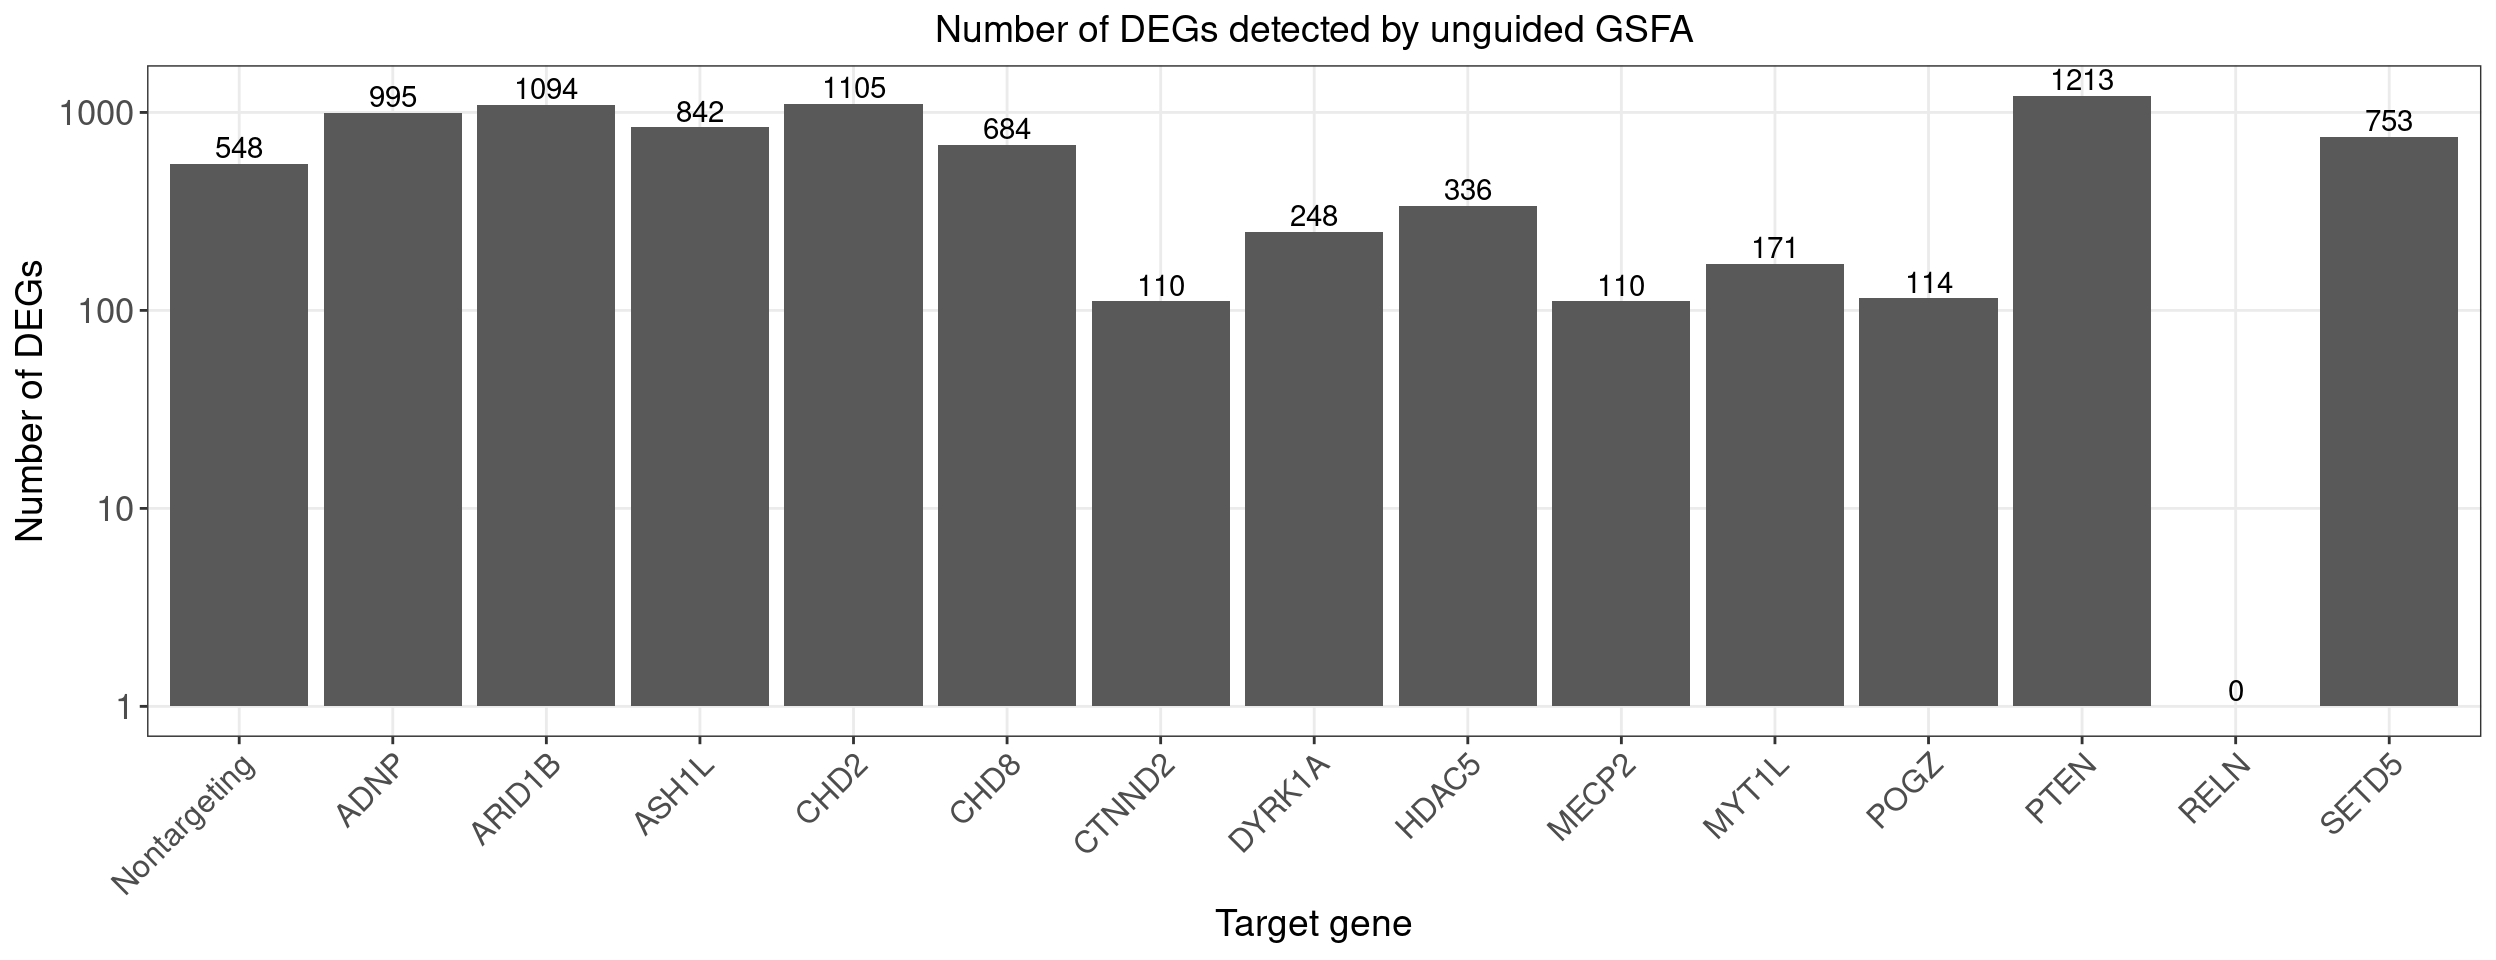 Number of DEGs detected by unguided GSFA
Number of DEGs
1000
100
10
1
548
995
1094
842
1105
684
110
248
336
110
171
114
1213
0
753
Nontargeting
ADNP
ARID1B
ASH1L
CHD2
CHD8
CTNND2
DYRK1A
HDAC5
MECP2
MYT1L
POGZ
PTEN
RELN
SETD5
Target gene